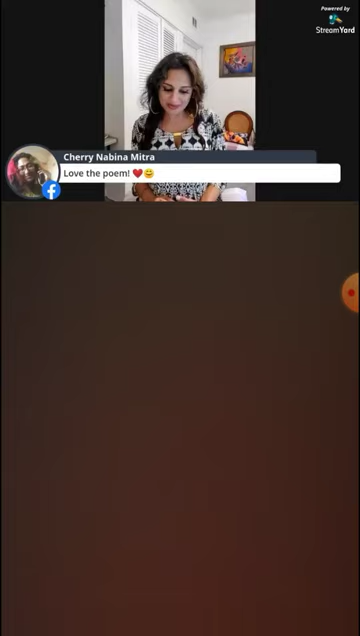 Powered by
StreamYard
Cherry Nabina Mitra
Love the poem! ❤️😊